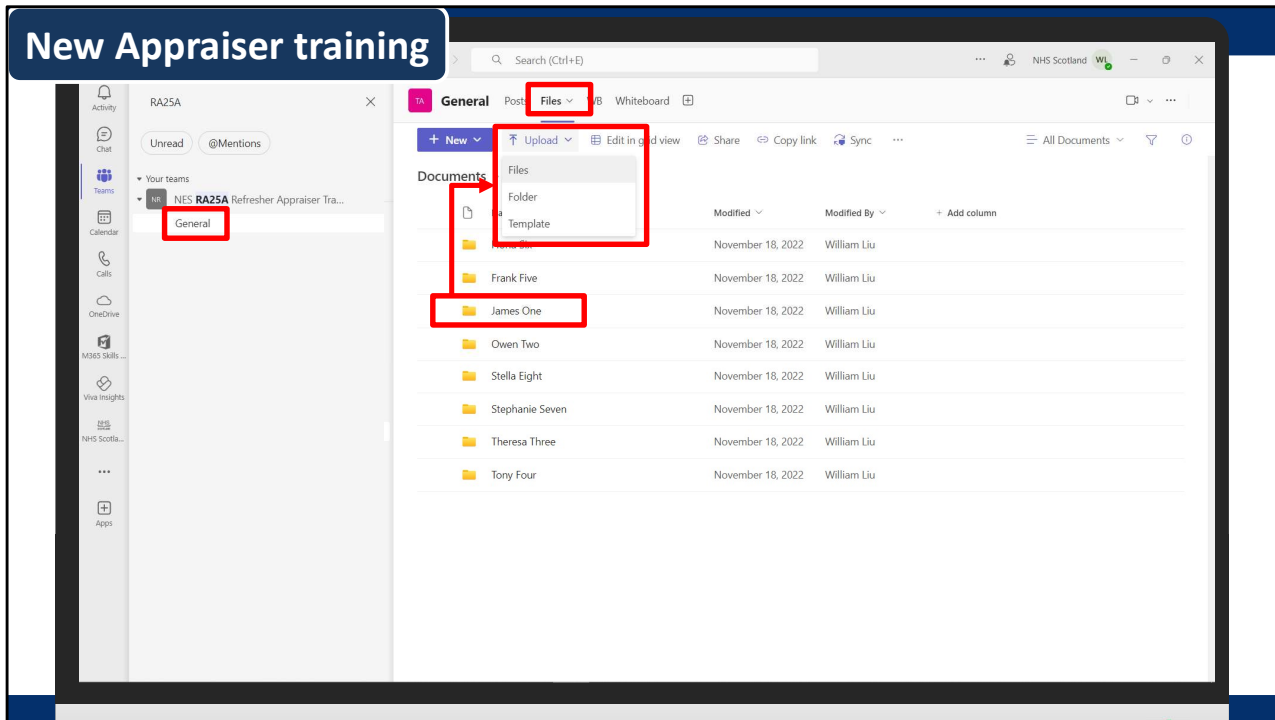 New Appraiser training
Search (Ctrl+E)
NHS Scotland WL
Activity
Chat
Teams
Calendar
Calls
OneDrive
M365 Skills ...
Viva Insights
NHS Scotla...
Apps
RA25A
Unread @Mentions
Your teams
NR NES RA25A Refresher Appraiser Tra...
General
TA General Posts Files WB Whiteboard
+ New Upload Edit in grid view Share Copy link Sync ... All Documents
Files
Folder
Template
Documents
Modified Modified By + Add column
November 18, 2022 William Liu
Frank Five November 18, 2022 William Liu
James One November 18, 2022 William Liu
Owen Two November 18, 2022 William Liu
Stella Eight November 18, 2022 William Liu
Stephanie Seven November 18, 2022 William Liu
Theresa Three November 18, 2022 William Liu
Tony Four November 18, 2022 William Liu